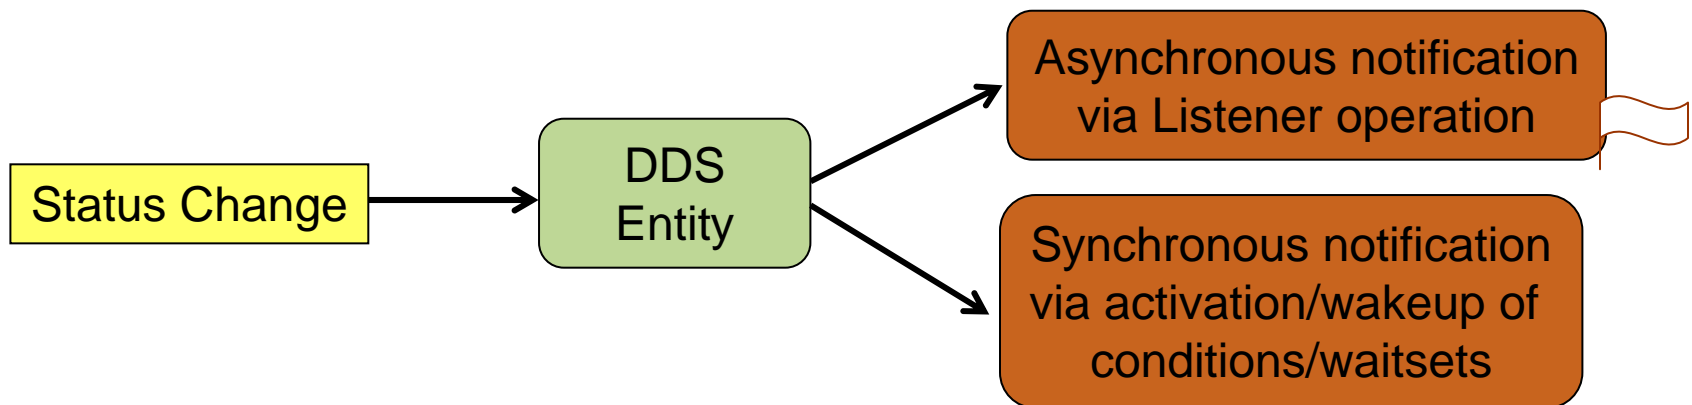 Status Change
DDS
Entity
Asynchronous notification
via Listener operation
Synchronous notification
via activation/wakeup of
conditions/waitsets